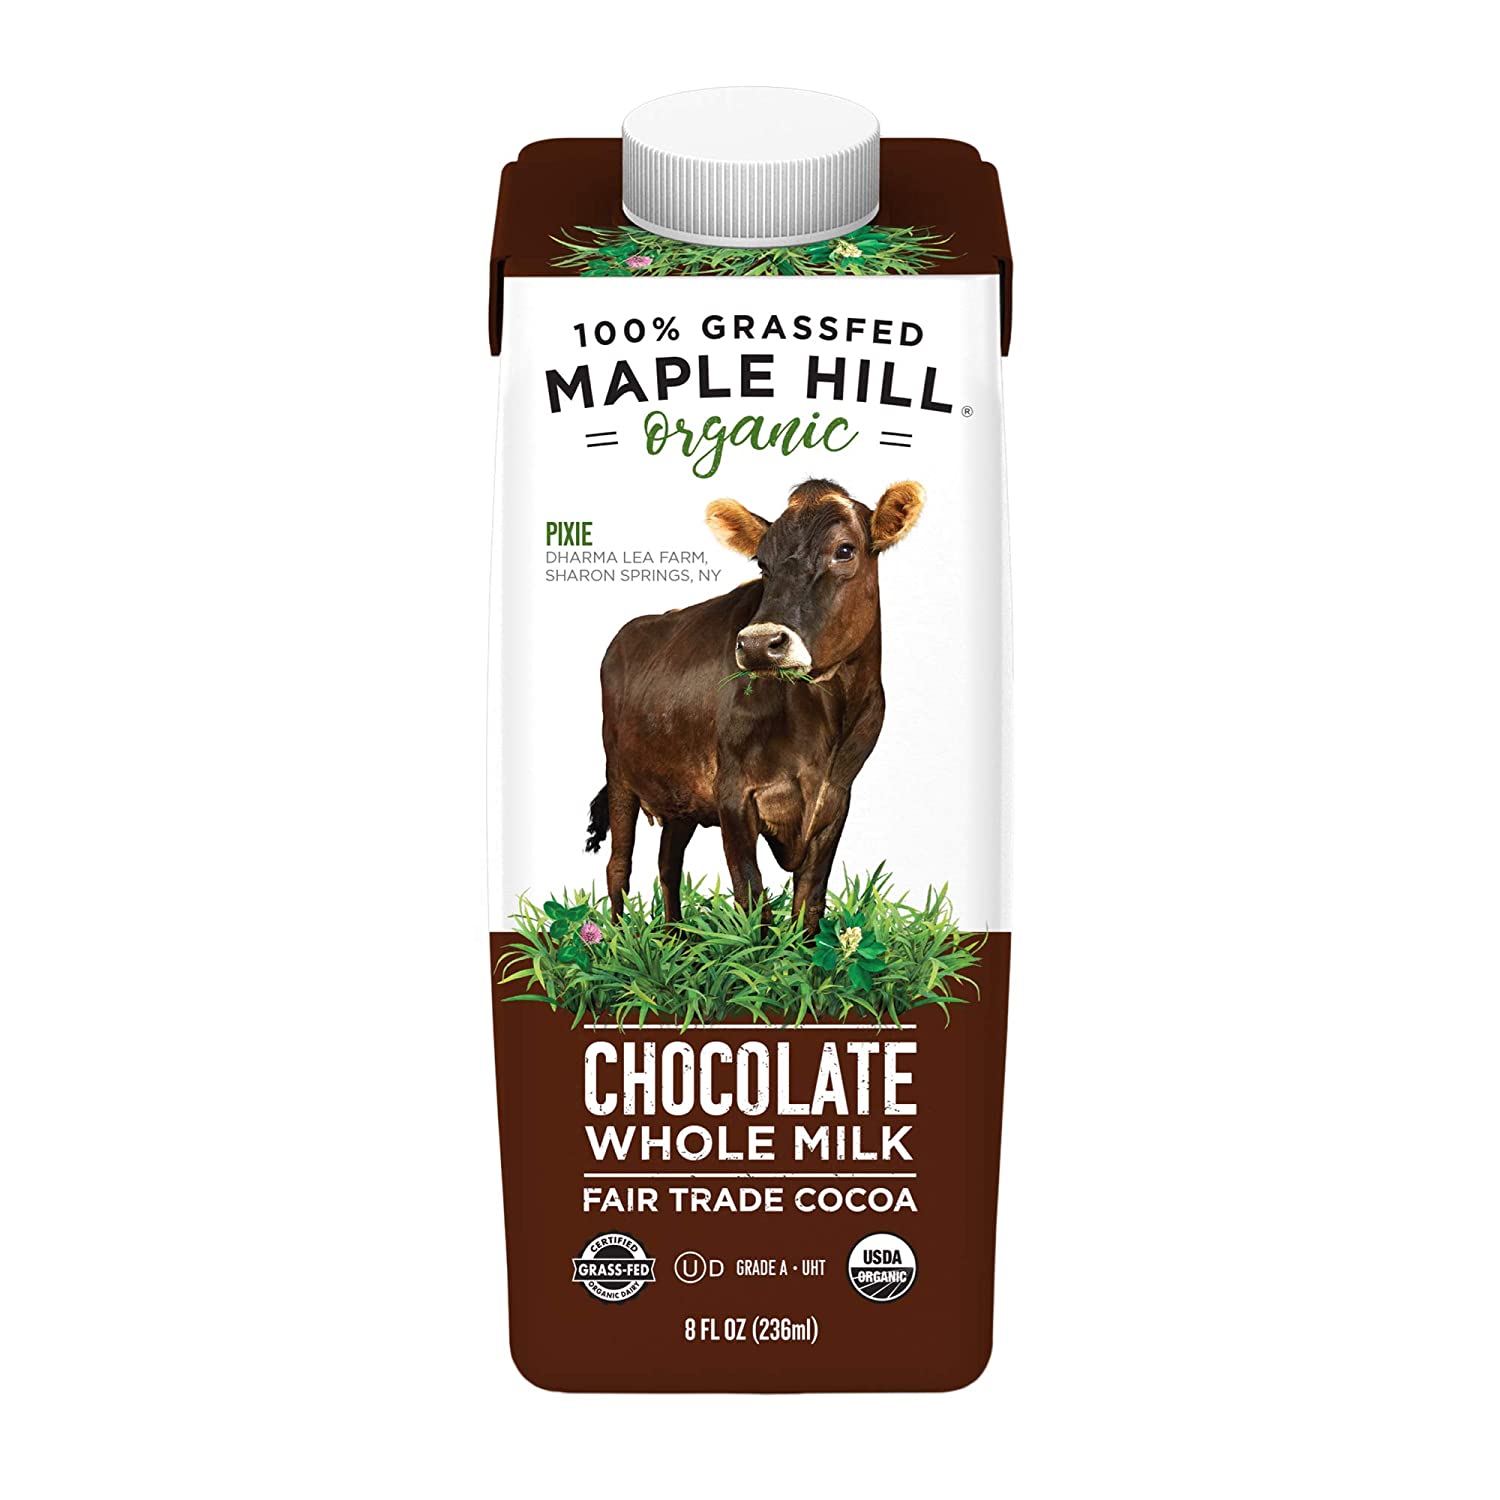 100% GRASSFED
MAPLE HILL®
organic
PIXIE
DHARMA LEA FARM,
SHARON SPRINGS, NY
CHOCOLATE
WHOLE MILK
FAIR TRADE COCOA
CERTIFIED
GRASS-FED
ORGANIC DAIRY
U D GRADE A • UHT
USDA
ORGANIC
8 FL OZ (236ml)